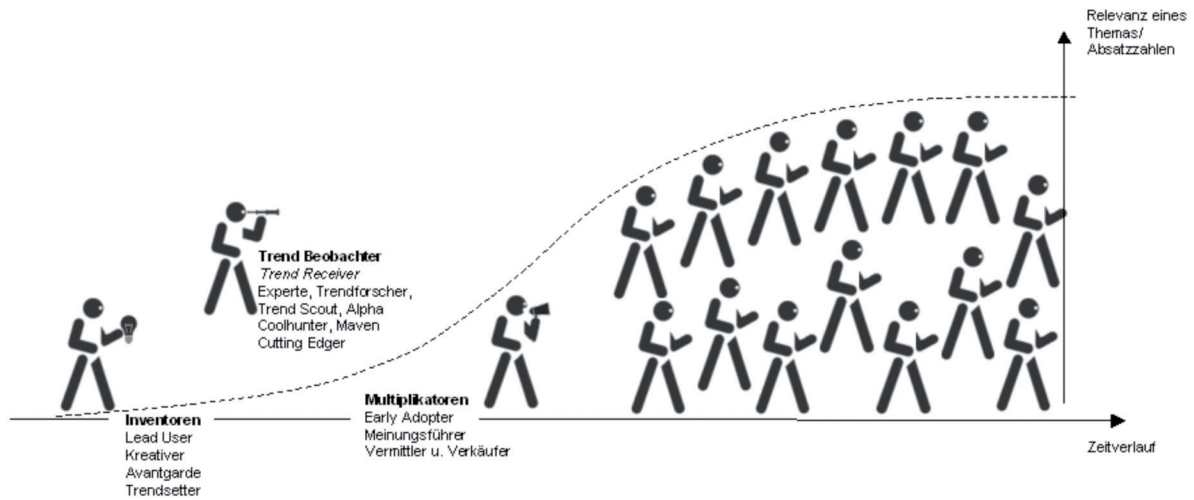 Relevanz eines
Themas/
Absatzzahlen
Trend Beobachter
Trend Receiver
Experte, Trendforscher,
Trend Scout, Alpha
Coolhunter, Maven
Cutting Edger
Inventoren
Lead User
Kreativer
Avantgarde
Trendsetter
Multiplikatoren
Early Adopter
Meinungsführer
Vermittler u. Verkäufer
Zeitverlauf